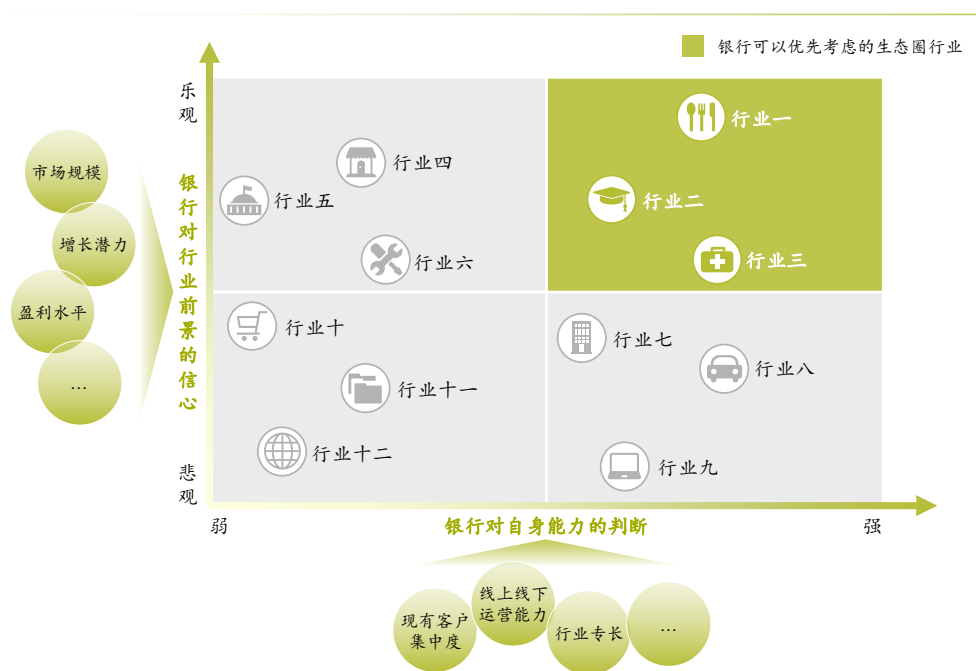 银行可以优先考虑的生态圈行业
乐
观
市场规模
增长潜力
盈利水平
…
银
行
对
行
业
前
景
的
信
心
行业一
行业二
行业三
行业四
行业五
行业六
行业十
行业十一
行业十二
行业七
行业八
行业九
悲
观
弱
银行对自身能力的判断
强
现有客户
集中度
线上线下
运营能力
行业专长
…